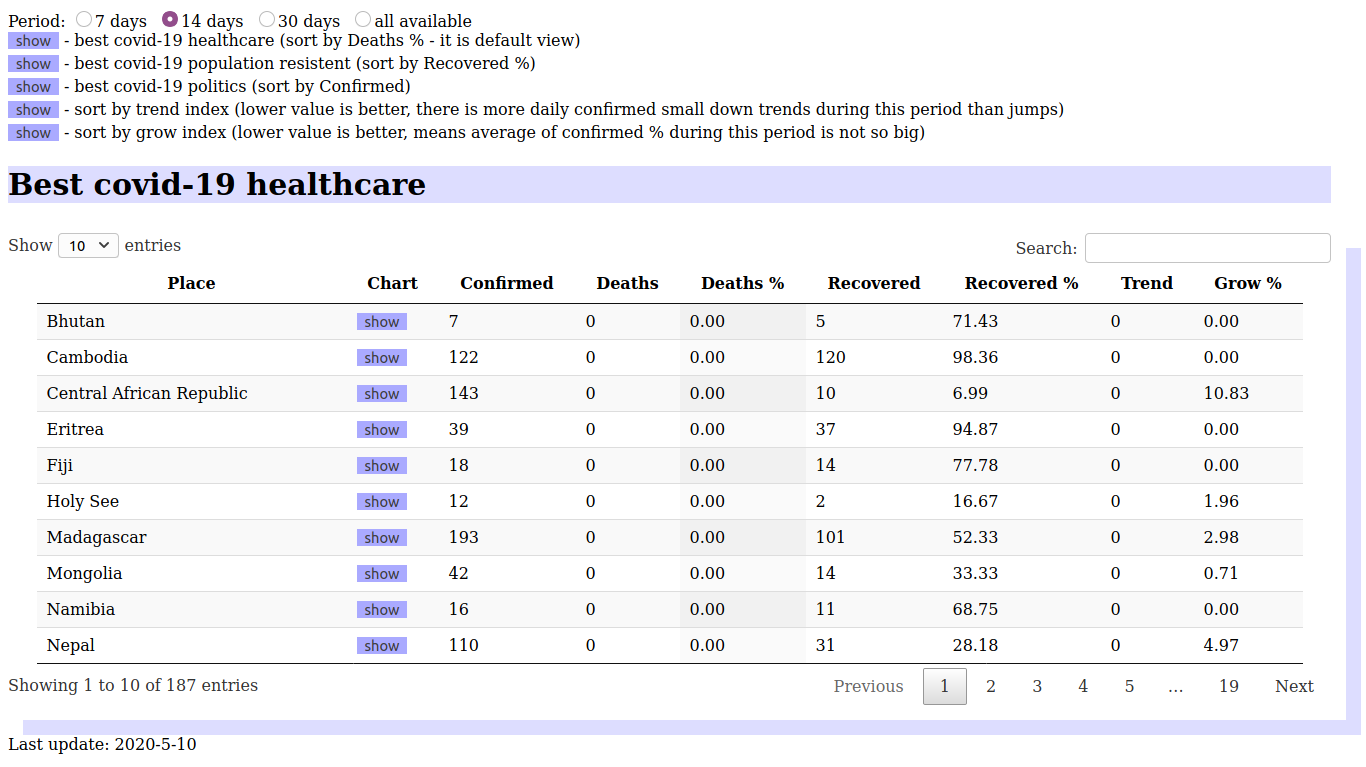 Period: 7 days 14 days 30 days all available
show - best covid-19 healthcare (sort by Deaths % - it is default view)
show - best covid-19 population resistent (sort by Recovered %)
show - best covid-19 politics (sort by Confirmed)
show - sort by trend index (lower value is better, there is more daily confirmed small down trends during this period than jumps)
show - sort by grow index (lower value is better, means average of confirmed % during this period is not so big)
Best covid-19 healthcare
Show 10 entries Search:
Place Chart Confirmed Deaths Deaths % Recovered Recovered % Trend Grow %
Bhutan show 7 0 0.00 5 71.43 0 0.00
Cambodia show 122 0 0.00 120 98.36 0 0.00
Central African Republic show 143 0 0.00 10 6.99 0 10.83
Eritrea show 39 0 0.00 37 94.87 0 0.00
Fiji show 18 0 0.00 14 77.78 0 0.00
Holy See show 12 0 0.00 2 16.67 0 1.96
Madagascar show 193 0 0.00 101 52.33 0 2.98
Mongolia show 42 0 0.00 14 33.33 0 0.71
Namibia show 16 0 0.00 11 68.75 0 0.00
Nepal show 110 0 0.00 31 28.18 0 4.97
Showing 1 to 10 of 187 entries Previous 1 2 3 4 5 … 19 Next
Last update: 2020-5-10